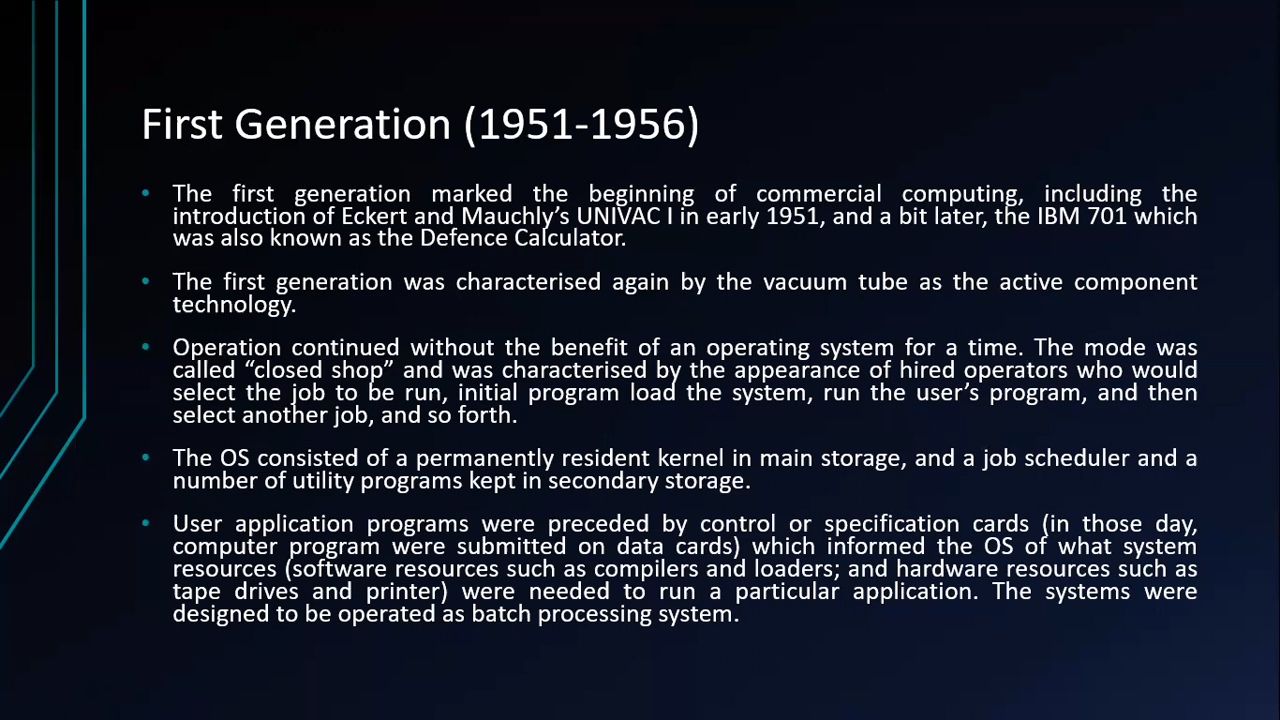 First Generation (1951-1956)
• The first generation marked the beginning of commercial computing, including the
introduction of Eckert and Mauchly’s UNIVAC I in early 1951, and a bit later, the IBM 701 which
was also known as the Defence Calculator.
• The first generation was characterised again by the vacuum tube as the active component
technology.
• Operation continued without the benefit of an operating system for a time. The mode was
called “closed shop” and was characterised by the appearance of hired operators who would
select the job to be run, initial program load the system, run the user’s program, and then
select another job, and so forth.
• The OS consisted of a permanently resident kernel in main storage, and a job scheduler and a
number of utility programs kept in secondary storage.
• User application programs were preceded by control or specification cards (in those day,
computer program were submitted on data cards) which informed the OS of what system
resources (software resources such as compilers and loaders; and hardware resources such as
tape drives and printer) were needed to run a particular application. The systems were
designed to be operated as batch processing system.